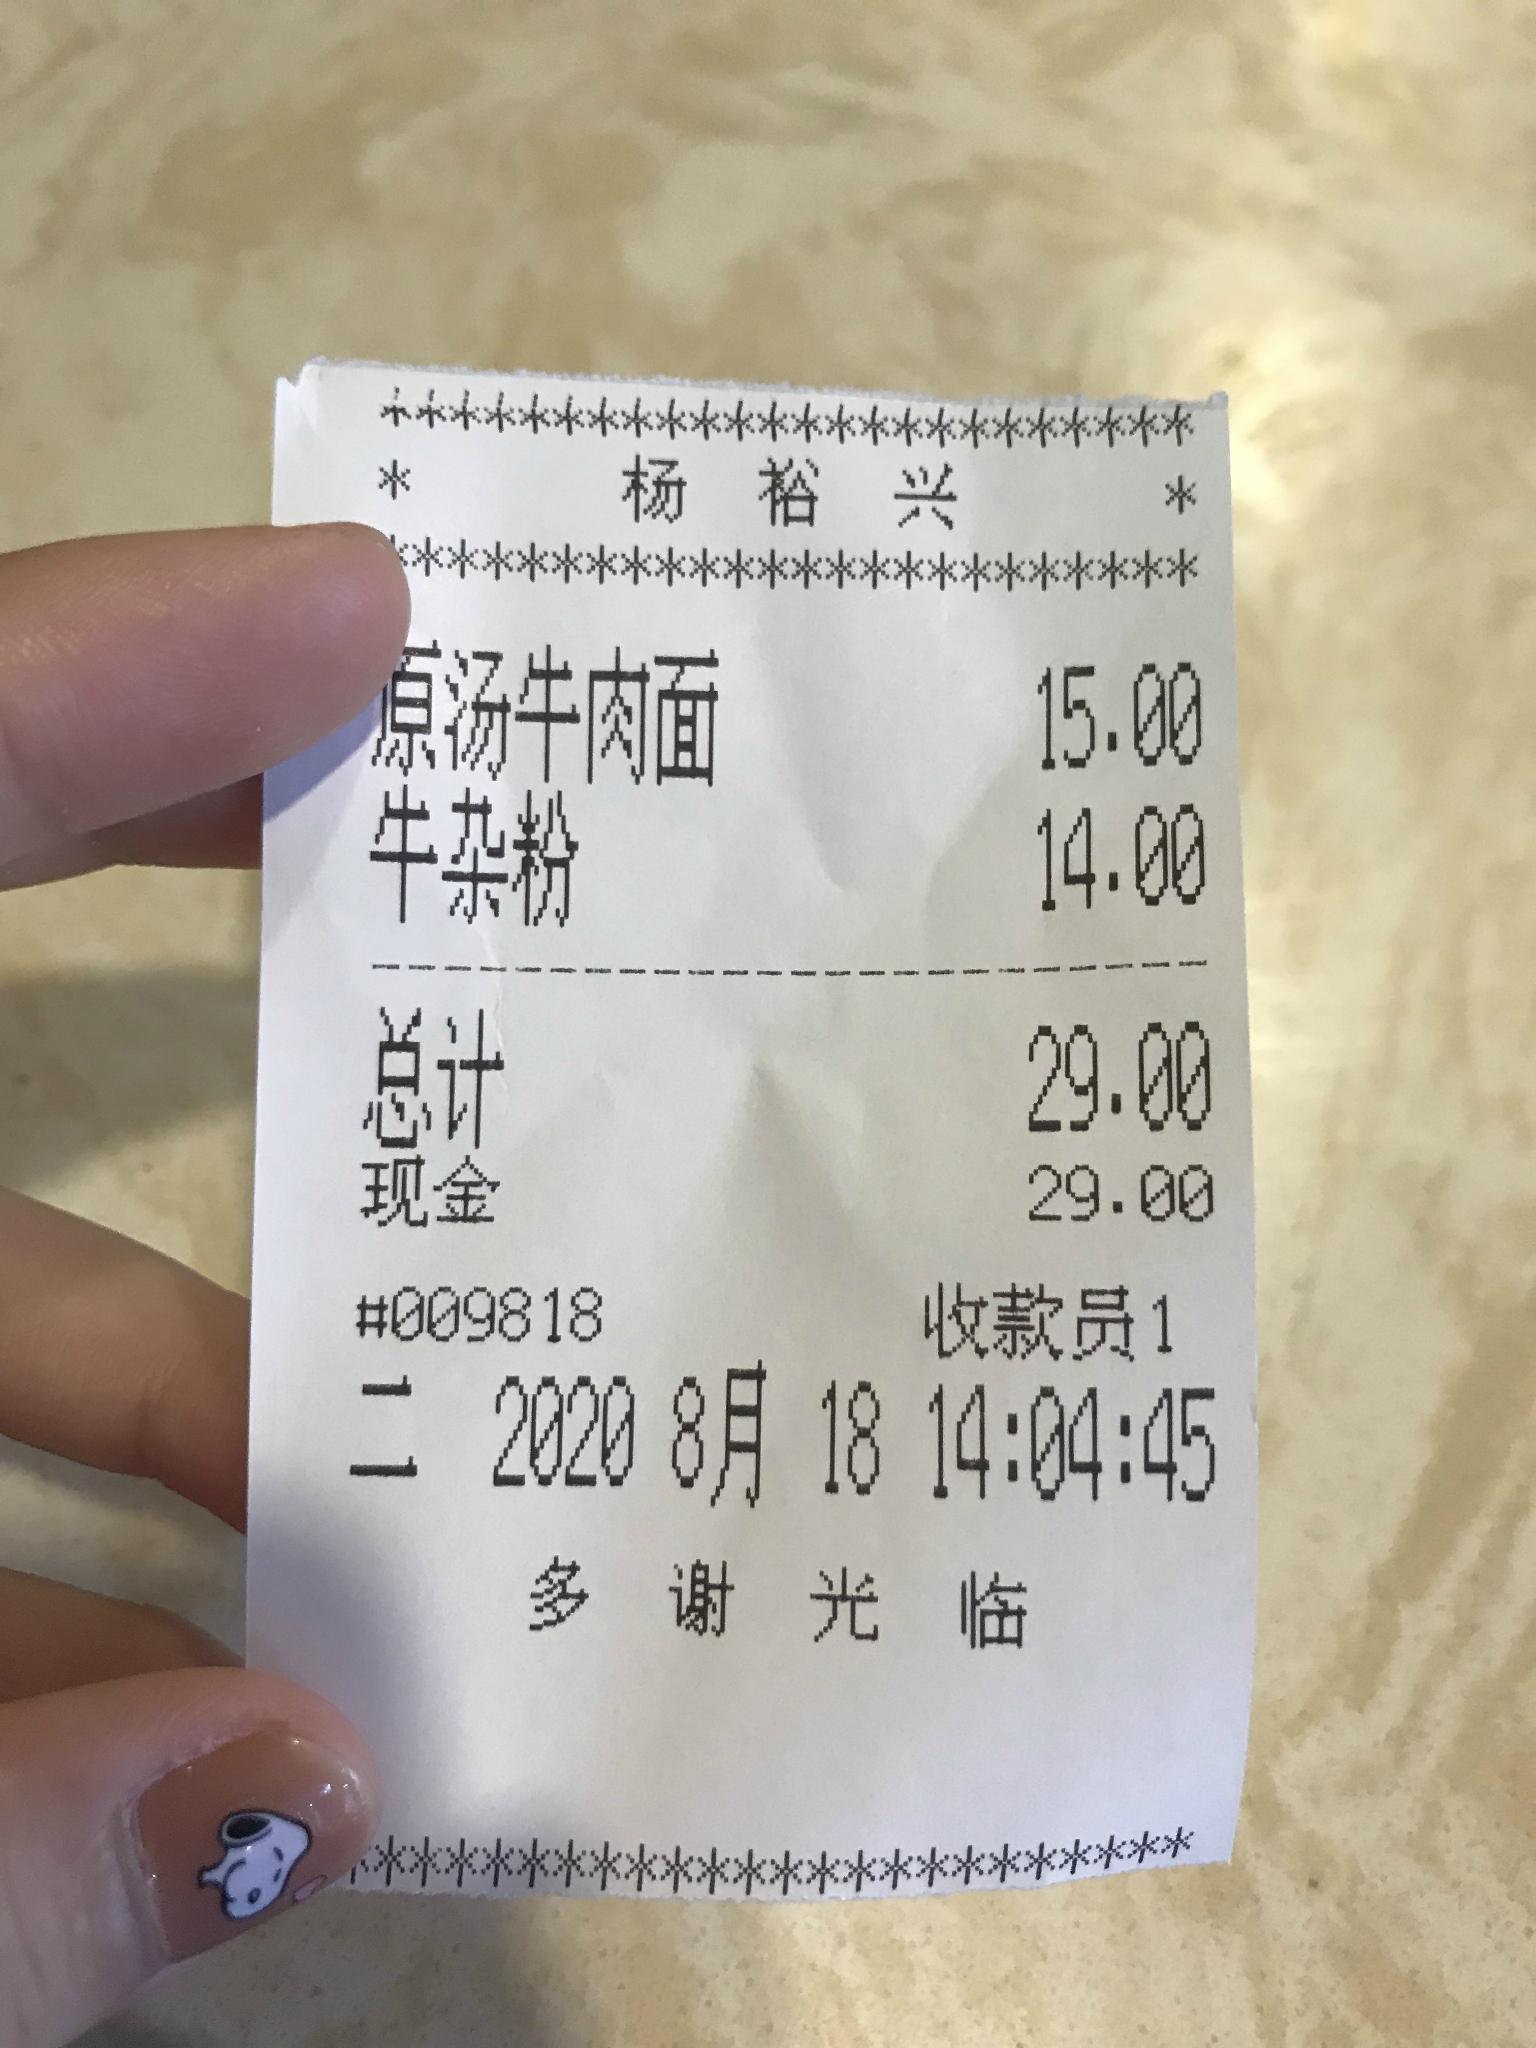 ************************
* 杨 裕 兴 *
************************
原汤牛肉面 15.00
牛杂粉 14.00
-------------------------
总计 29.00
现金 29.00
#009818 收款员1
二 2020 8月 18 14:04:45
多 谢 光 临
************************